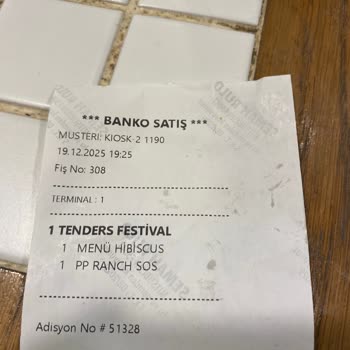 *** BANKO SATIŞ ***
MUSTERİ: KIOSK-2 1190
19.12.2025 19:25
Fiş No: 308
TERMINAL : 1
1 TENDERS FESTİVAL
1 MENÜ HİBİSCUS
1 PP RANCH SOS
Adisyon No # 51328